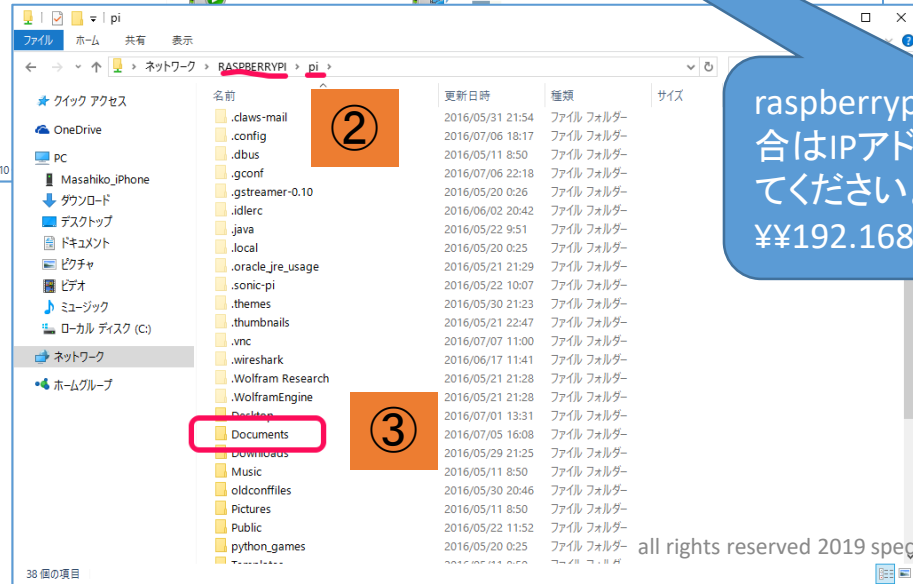 pi
ファイル ホーム 共有 表示
ネットワーク › RASPBERRYPI › pi ›
名前 更新日時 種類 サイズ
クイック アクセス
OneDrive
PC
Masahiko_iPhone
ダウンロード
デスクトップ
ドキュメント
ピクチャ
ビデオ
ミュージック
ローカル ディスク (C:)
ネットワーク
ホームグループ
10
②
③
.claws-mail 2016/05/31 21:54 ファイル フォルダー
.config 2016/07/06 18:17 ファイル フォルダー
.dbus 2016/05/11 8:50 ファイル フォルダー
.gconf 2016/07/06 22:18 ファイル フォルダー
.gstreamer-0.10 2016/05/20 0:26 ファイル フォルダー
.idlerc 2016/06/02 20:42 ファイル フォルダー
.java 2016/05/22 9:51 ファイル フォルダー
.local 2016/05/20 0:25 ファイル フォルダー
.oracle_jre_usage 2016/05/21 21:29 ファイル フォルダー
.sonic-pi 2016/05/22 10:07 ファイル フォルダー
.themes 2016/05/30 21:23 ファイル フォルダー
.thumbnails 2016/05/21 22:47 ファイル フォルダー
.vnc 2016/07/07 11:00 ファイル フォルダー
.wireshark 2016/06/17 11:41 ファイル フォルダー
.Wolfram Research 2016/05/21 21:28 ファイル フォルダー
.WolframEngine 2016/05/21 21:28 ファイル フォルダー
Desktop 2016/07/01 13:31 ファイル フォルダー
Documents 2016/07/05 16:08 ファイル フォルダー
Downloads 2016/05/29 21:25 ファイル フォルダー
Music 2016/05/11 8:50 ファイル フォルダー
oldconffiles 2016/05/30 20:46 ファイル フォルダー
Pictures 2016/05/11 8:50 ファイル フォルダー
Public 2016/05/22 11:52 ファイル フォルダー
python_games 2016/05/20 0:25 ファイル フォルダー
38 個の項目
raspberryp
合はIPアド
てください
¥¥192.168
all rights reserved 2019 spec